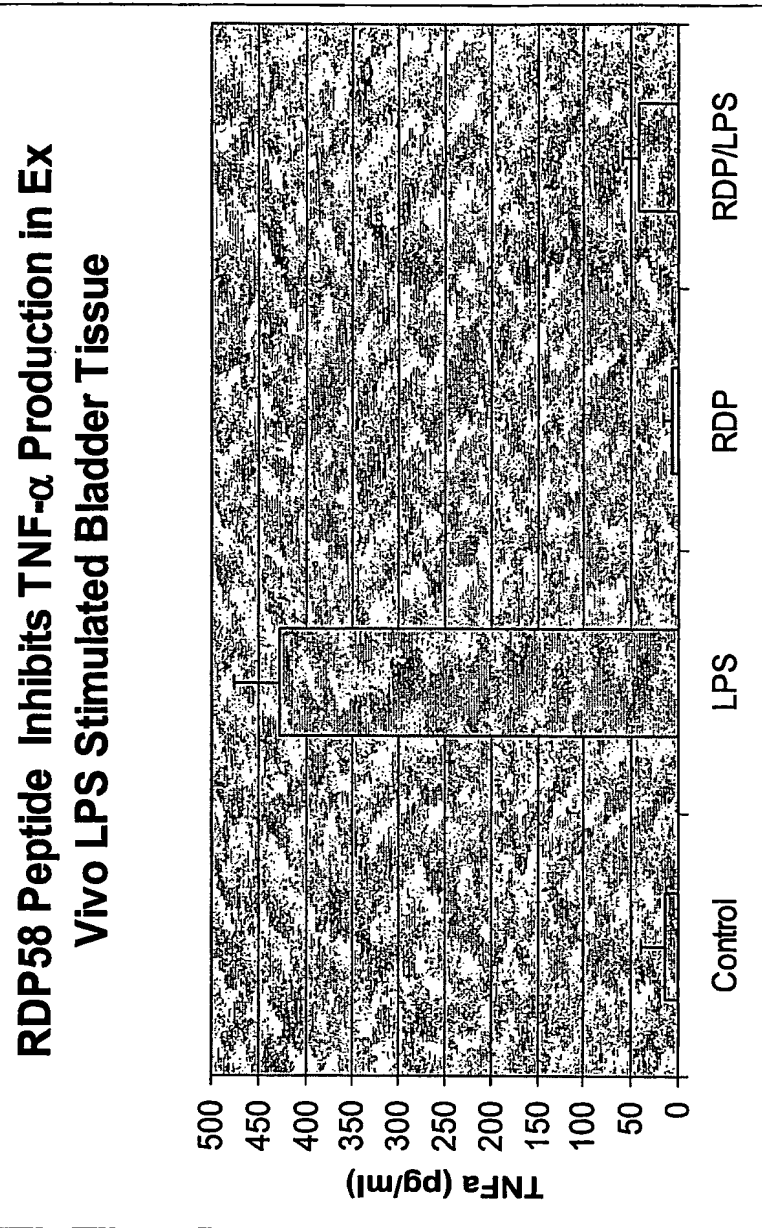 RDP58 Peptide Inhibits TNF-α Production in Ex
Vivo LPS Stimulated Bladder Tissue
TNFa (pg/ml)
500
450
400
350
300
250
200
150
100
50
0
Control
LPS
RDP
RDP/LPS